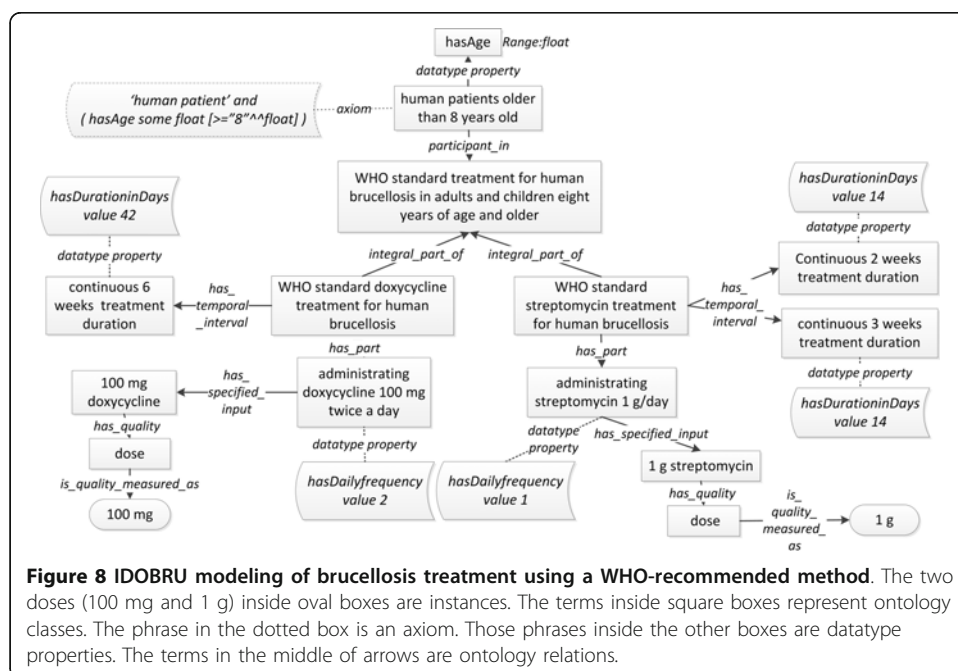 hasAge Range:float
datatype property
'human patient' and
( hasAge some float [>="8"^^float] )
axiom
human patients older
than 8 years old
participant_in
WHO standard treatment for human
brucellosis in adults and children eight
years of age and older
hasDurationinDays
value 42
datatype property
continuous 6
weeks treatment
duration
has_
temporal
_interval
integral_part_of
WHO standard doxycycline
treatment for human
brucellosis
integral_part_of
WHO standard
streptomycin treatment
for human brucellosis
has_
temporal_
interval
hasDurationinDays
value 14
datatype property
Continuous 2 weeks
treatment duration
continuous 3 weeks
treatment duration
datatype property
hasDurationinDays
value 14
has_part
administrating
doxycycline 100 mg
twice a day
has_
specified_
input
100 mg
doxycycline
has_quality
dose
is_quality_measured_as
100 mg
datatype property
hasDailyfrequency
value 2
has_part
administrating
streptomycin 1 g/day
datatype
property
hasDailyfrequency
value 1
has_specified_input
1 g streptomycin
has_quality
dose
is_
quality_
measured_
as
1 g
Figure 8 IDOBRU modeling of brucellosis treatment using a WHO-recommended method. The two
doses (100 mg and 1 g) inside oval boxes are instances. The terms inside square boxes represent ontology
classes. The phrase in the dotted box is an axiom. Those phrases inside the other boxes are datatype
properties. The terms in the middle of arrows are ontology relations.